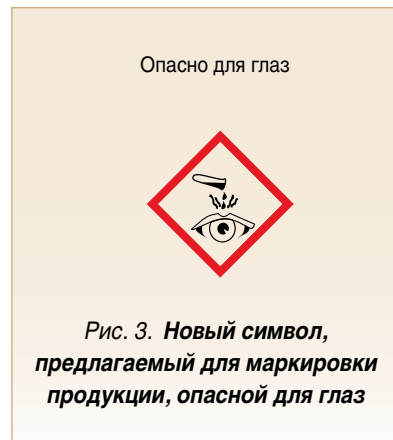 Опасно для глаз
Рис. 3. Новый символ,
предлагаемый для маркировки
продукции, опасной для глаз